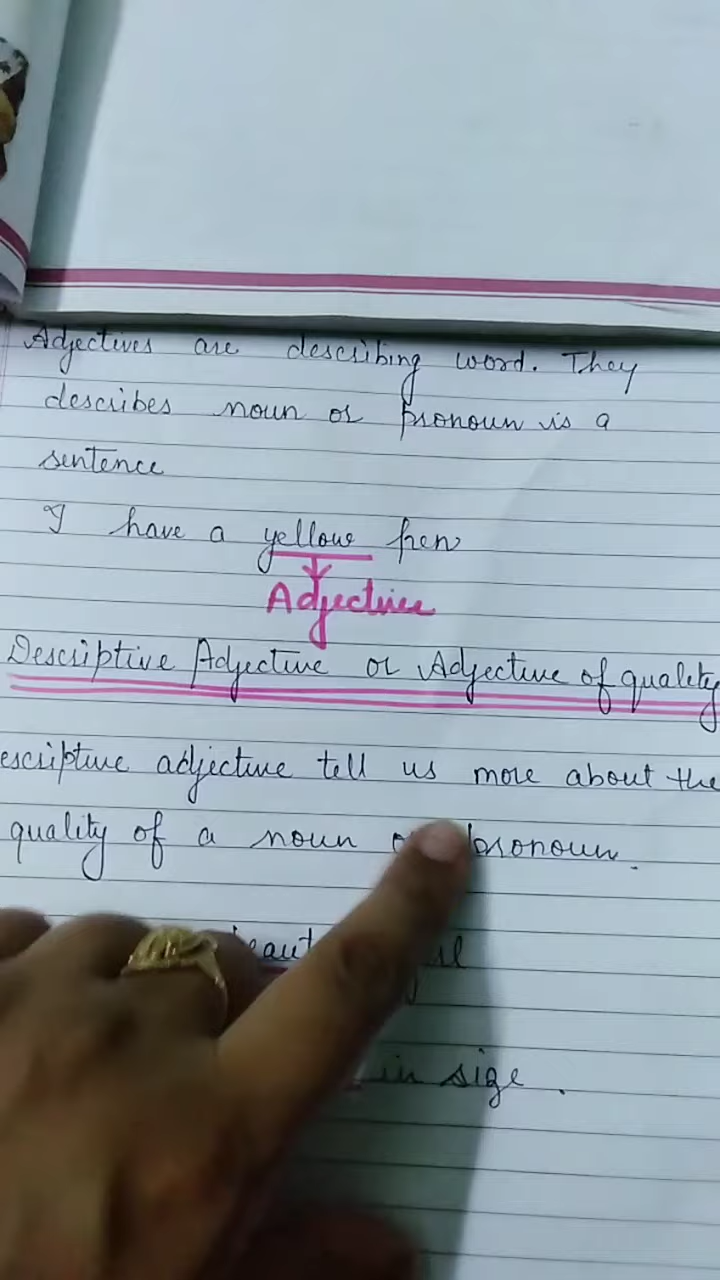 Adjectives are describing word. They
describes noun or pronoun is a
sentence
I have a yellow pen
Adjective
Descriptive Adjective or Adjective of quality
escriptive adjective tell us more about the
quality of a noun pronoun.
in size.